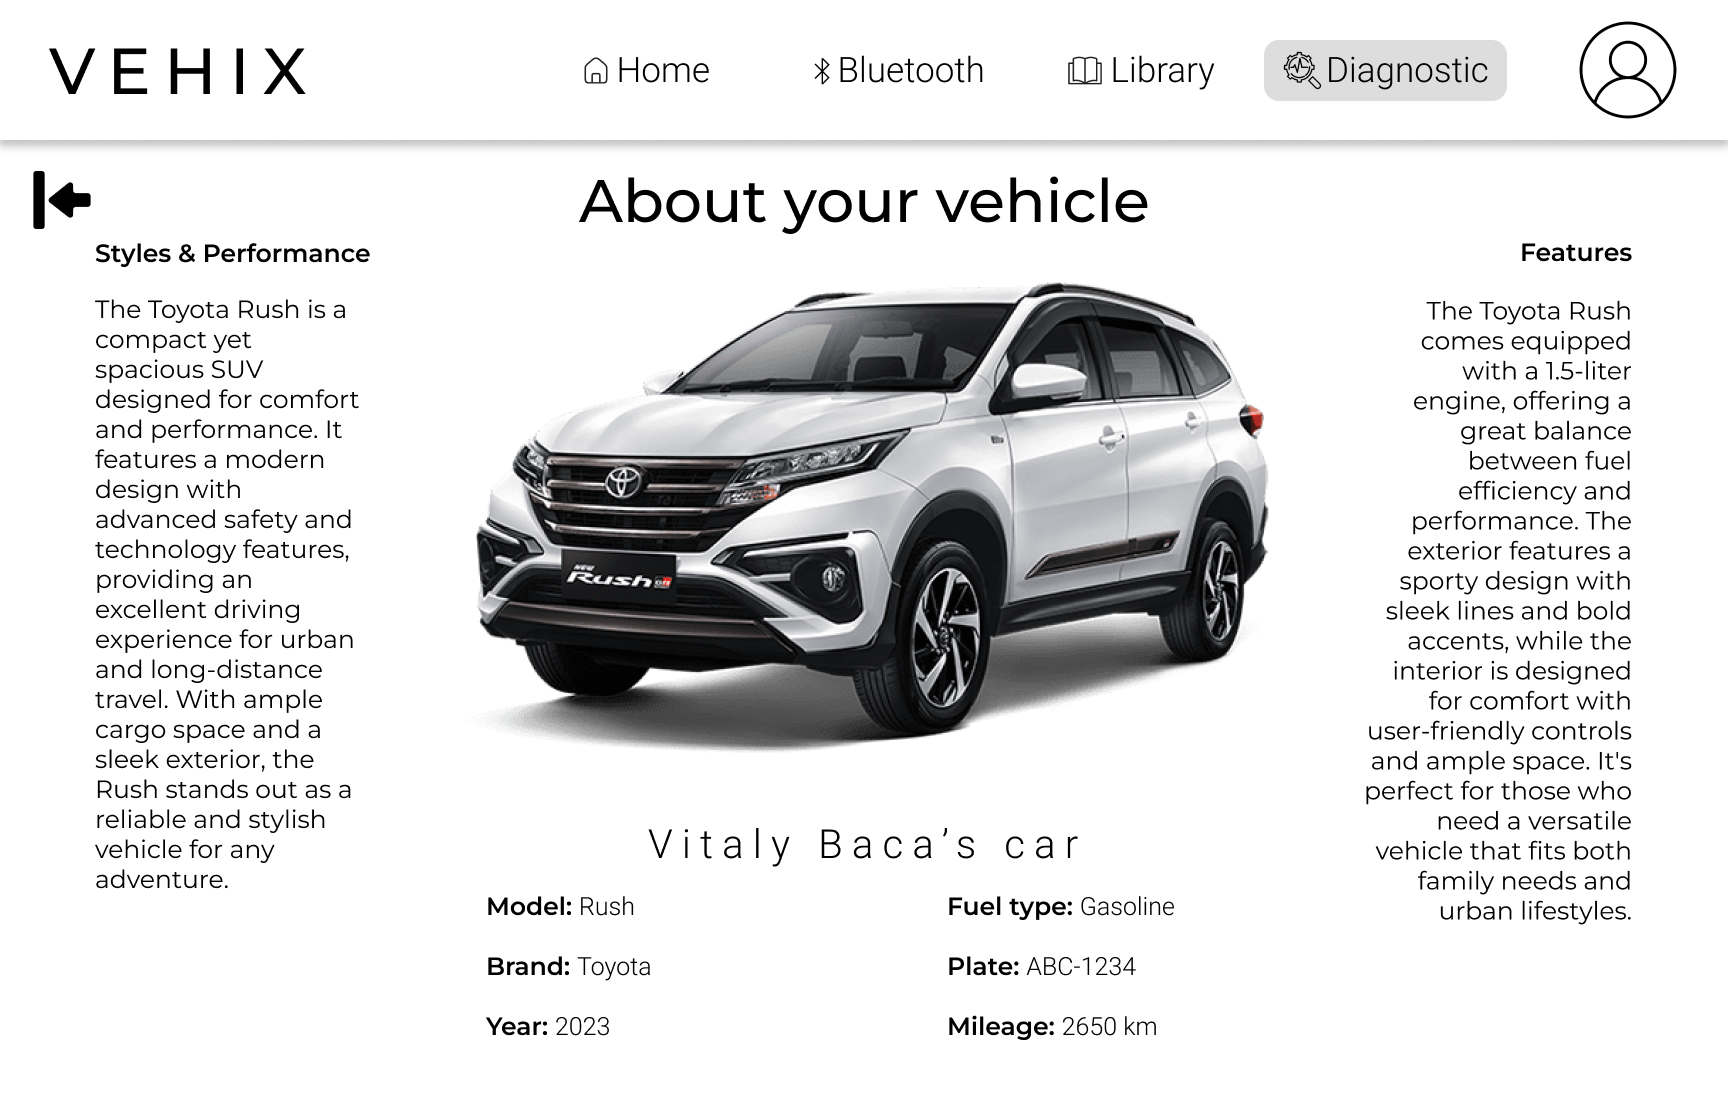 VEHIX
Home
Bluetooth
Library
Diagnostic
About your vehicle
Styles & Performance
The Toyota Rush is a
compact yet
spacious SUV
designed for comfort
and performance. It
features a modern
design with
advanced safety and
technology features,
providing an
excellent driving
experience for urban
and long-distance
travel. With ample
cargo space and a
sleek exterior, the
Rush stands out as a
reliable and stylish
vehicle for any
adventure.
NEW
Rush GR
Vitaly Baca’s car
Model: Rush
Brand: Toyota
Year: 2023
Fuel type: Gasoline
Plate: ABC-1234
Mileage: 2650 km
Features
The Toyota Rush
comes equipped
with a 1.5-liter
engine, offering a
great balance
between fuel
efficiency and
performance. The
exterior features a
sporty design with
sleek lines and bold
accents, while the
interior is designed
for comfort with
user-friendly controls
and ample space. It's
perfect for those who
need a versatile
vehicle that fits both
family needs and
urban lifestyles.